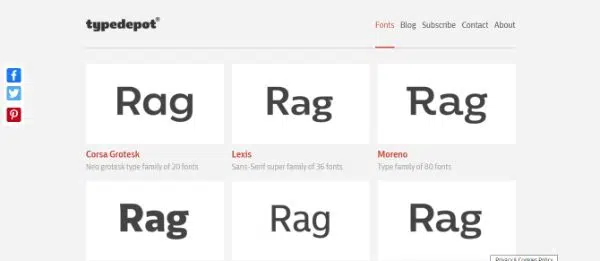 typedepot®
Fonts Blog Subscribe Contact About
Rag Rag Rag
Corsa Grotesk Lexis Moreno
Neo grotesk type family of 20 fonts Sans-Serif super family of 36 fonts Type family of 80 fonts
Rag Rag Rag
Privacy & Cookies Policy